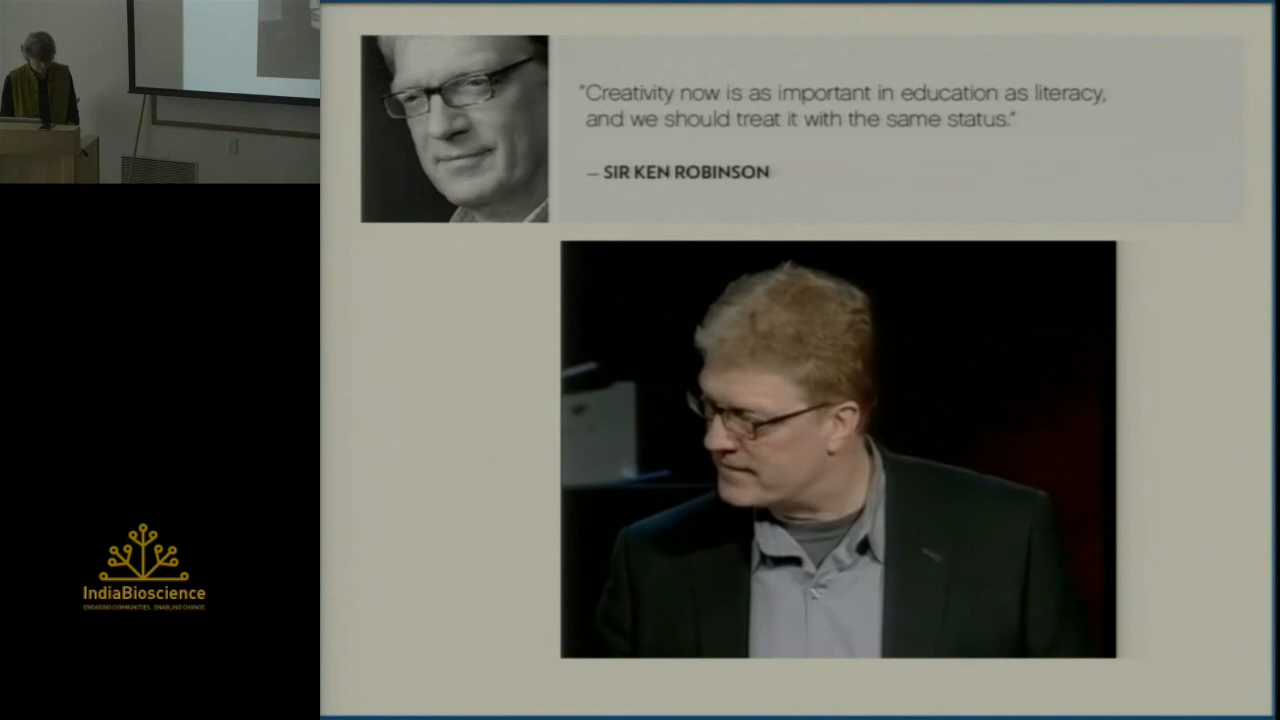 "Creativity now is as important in education as literacy,
and we should treat it with the same status."
– SIR KEN ROBINSON
IndiaBioscience
ENGAGING COMMUNITIES . ENABLING CHANGE